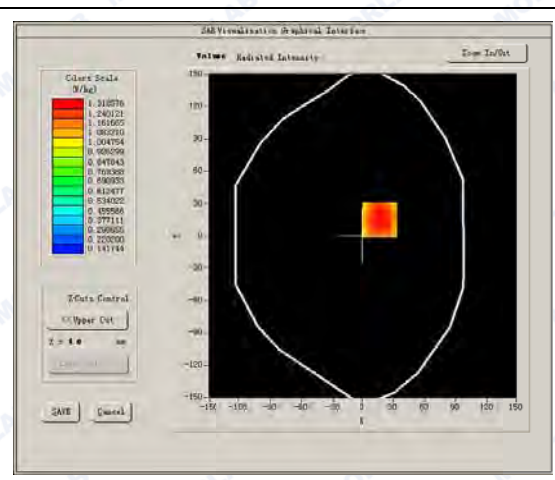 SAR Visualisation Graphical Interface
Volume Radiated Intensity
Zoom In/Out
Colors Scale
(W/kg)
1.318576
1.240121
1.161665
1.083210
1.004754
0.926299
0.847843
0.769388
0.690933
0.612477
0.534022
0.455566
0.377111
0.298655
0.220200
0.141744
150
120
90
60
30
0
-30
-60
-90
-120
-150
-150 -120 -90 -60 -30 0 30 60 90 120 150
X
Z-Cuts Control
<< Upper Cut
Z = 4.0 mm
SAVE
Cancel